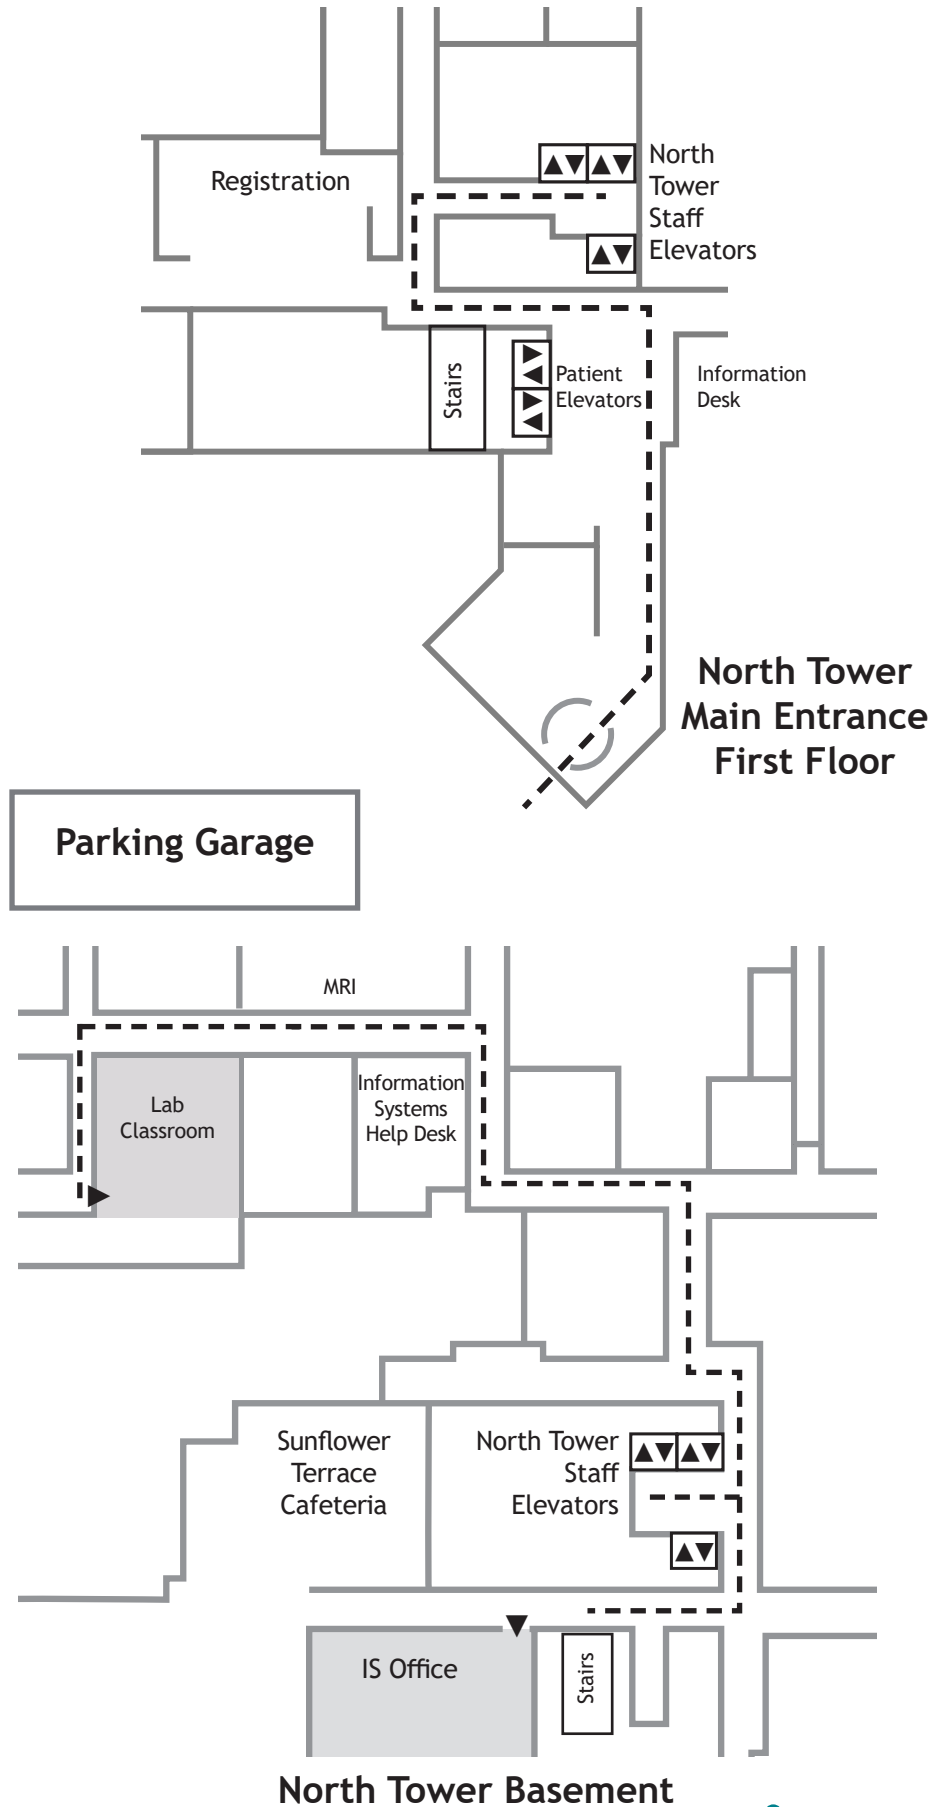 North
Tower
Staff
Elevators
Registration
Stairs
Patient
Elevators
Information
Desk
North Tower
Main Entrance
First Floor
Parking Garage
MRI
Lab
Classroom
Information
Systems
Help Desk
Sunflower
Terrace
Cafeteria
North Tower
Staff
Elevators
IS Office
Stairs
North Tower Basement